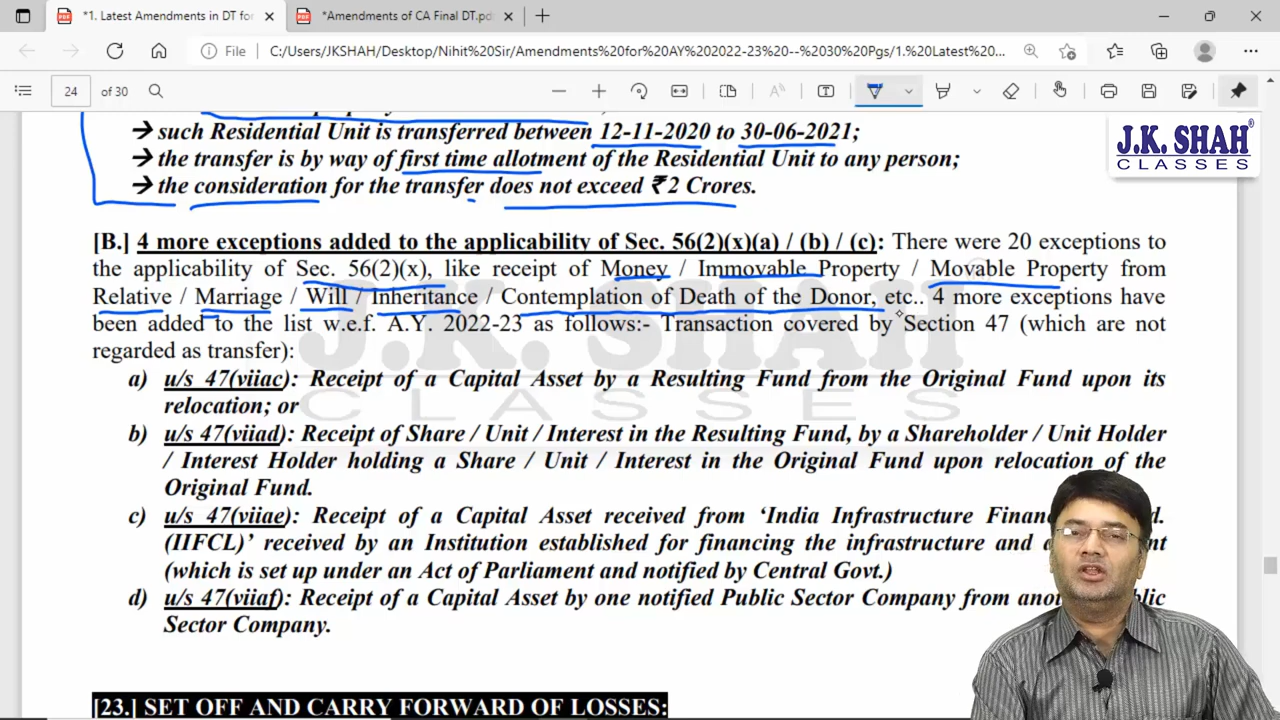 *1. Latest Amendments in DT for
*Amendments of CA Final DT.pd
File
C:/Users/JKSHAH/Desktop/Nihit%20Sir/Amendments%20for%20AY%202022-23%20--%2030%20Pgs/1.%20Latest%20...
24 of 30
J.K. SHAH®
CLASSES
→ such Residential Unit is transferred between 12-11-2020 to 30-06-2021;
→ the transfer is by way of first time allotment of the Residential Unit to any person;
→ the consideration for the transfer does not exceed ₹2 Crores.
[B.] 4 more exceptions added to the applicability of Sec. 56(2)(x)(a) / (b) / (c): There were 20 exceptions to
the applicability of Sec. 56(2)(x), like receipt of Money / Immovable Property / Movable Property from
Relative / Marriage / Will / Inheritance / Contemplation of Death of the Donor, etc.. 4 more exceptions have
been added to the list w.e.f. A.Y. 2022-23 as follows:- Transaction covered by Section 47 (which are not
regarded as transfer):
J.K. SHAH
CLASSES
a) u/s 47(viiac): Receipt of a Capital Asset by a Resulting Fund from the Original Fund upon its
relocation; or
b) u/s 47(viiad): Receipt of Share / Unit / Interest in the Resulting Fund, by a Shareholder / Unit Holder
/ Interest Holder holding a Share / Unit / Interest in the Original Fund upon relocation of the
Original Fund.
c) u/s 47(viiae): Receipt of a Capital Asset received from ‘India Infrastructure Finan d.
(IIFCL)’ received by an Institution established for financing the infrastructure and d nt
(which is set up under an Act of Parliament and notified by Central Govt.)
d) u/s 47(viiaf): Receipt of a Capital Asset by one notified Public Sector Company from ano blic
Sector Company.
[23.] SET OFF AND CARRY FORWARD OF LOSSES: